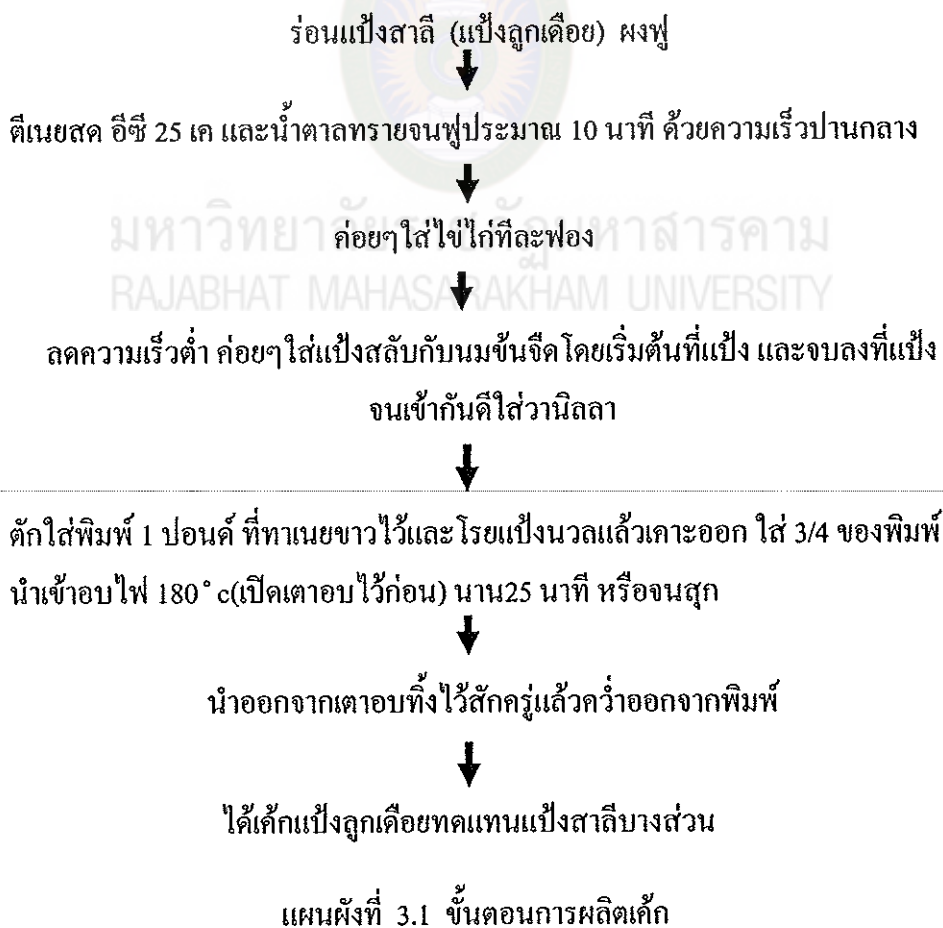 ร่อนแป้งสาลี (แป้งลูกเดือย) ผงฟู
ตีเนยสด อีซี 25 เค และน้ำตาลทรายจนฟูประมาณ 10 นาที ด้วยความเร็วปานกลาง
มหาวิทยาลัยราชภัฏมหาสารคาม
ค่อยๆใส่ไข่ไก่ทีละฟอง
RAJABHAT MAHASARAKHAM UNIVERSITY
ลดความเร็วต่ำ ค่อยๆใส่แป้งสลับกับนมข้นจืดโดยเริ่มต้นที่แป้ง และจบลงที่แป้ง
จนเข้ากันดีใส่วานิลลา
ตักใส่พิมพ์ 1 ปอนด์ ที่ทาเนยขาวไว้และโรยแป้งนวลแล้วเคาะออก ใส่ 3/4 ของพิมพ์
นำเข้าอบไฟ 180° c(เปิดเตาอบไว้ก่อน) นาน25 นาที หรือจนสุก
นำออกจากเตาอบทิ้งไว้สักครู่แล้วคว่ำออกจากพิมพ์
ได้เค้กแป้งลูกเดือยทดแทนแป้งสาลีบางส่วน
แผนผังที่ 3.1 ขั้นตอนการผลิตเค้ก